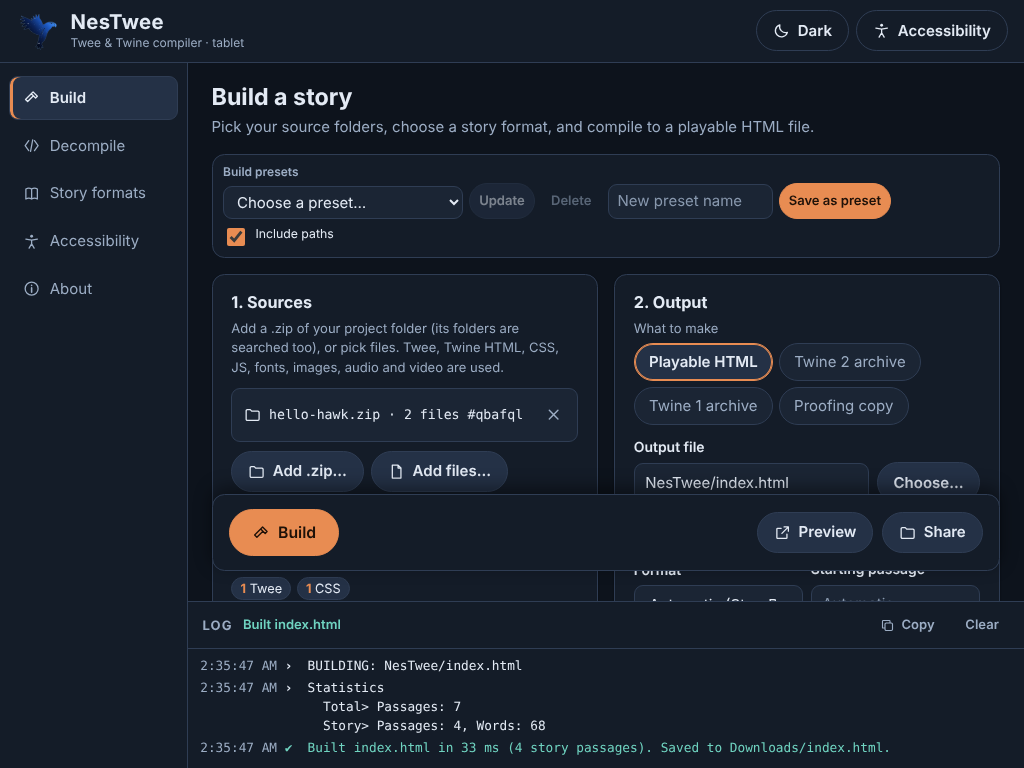 NesTwee
Twee & Twine compiler · tablet
Dark
Accessibility
Build
Decompile
Story formats
Accessibility
About
Build a story
Pick your source folders, choose a story format, and compile to a playable HTML file.
Build presets
Choose a preset...
Update
Delete
New preset name
Save as preset
Include paths
1. Sources
Add a .zip of your project folder (its folders are
searched too), or pick files. Twee, Twine HTML, CSS,
JS, fonts, images, audio and video are used.
hello-hawk.zip · 2 files #qbafql
Add .zip...
Add files...
2. Output
What to make
Playable HTML
Twine 2 archive
Twine 1 archive
Proofing copy
Output file
NesTwee/index.html
Choose...
Build
Preview
Share
1 Twee
1 CSS
Format
Starting passage
LOG
Built index.html
Copy
Clear
2:35:47 AM › BUILDING: NesTwee/index.html
2:35:47 AM › Statistics
Total> Passages: 7
Story> Passages: 4, Words: 68
2:35:47 AM ✔ Built index.html in 33 ms (4 story passages). Saved to Downloads/index.html.